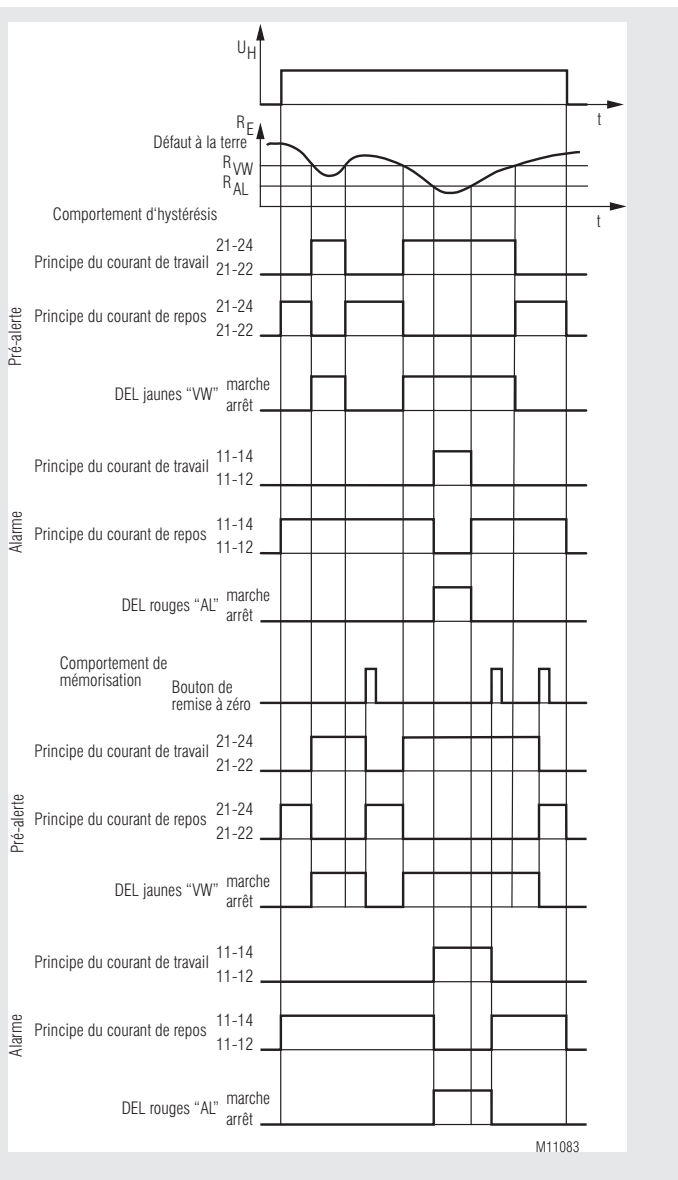 UH
t
RE
Défaut à la terre
RVW
RAL
t
Comportement d'hystérésis
Pré-alerte
Principe du courant de travail
21-24
21-22
Principe du courant de repos
21-24
21-22
DEL jaunes “VW”
marche
arrêt
Alarme
Principe du courant de travail
11-14
11-12
Principe du courant de repos
11-14
11-12
DEL rouges “AL”
marche
arrêt
Comportement de
mémorisation
Bouton de
remise à zéro
Pré-alerte
Principe du courant de travail
21-24
21-22
Principe du courant de repos
21-24
21-22
DEL jaunes “VW”
marche
arrêt
Alarme
Principe du courant de travail
11-14
11-12
Principe du courant de repos
11-14
11-12
DEL rouges “AL”
marche
arrêt
M11083